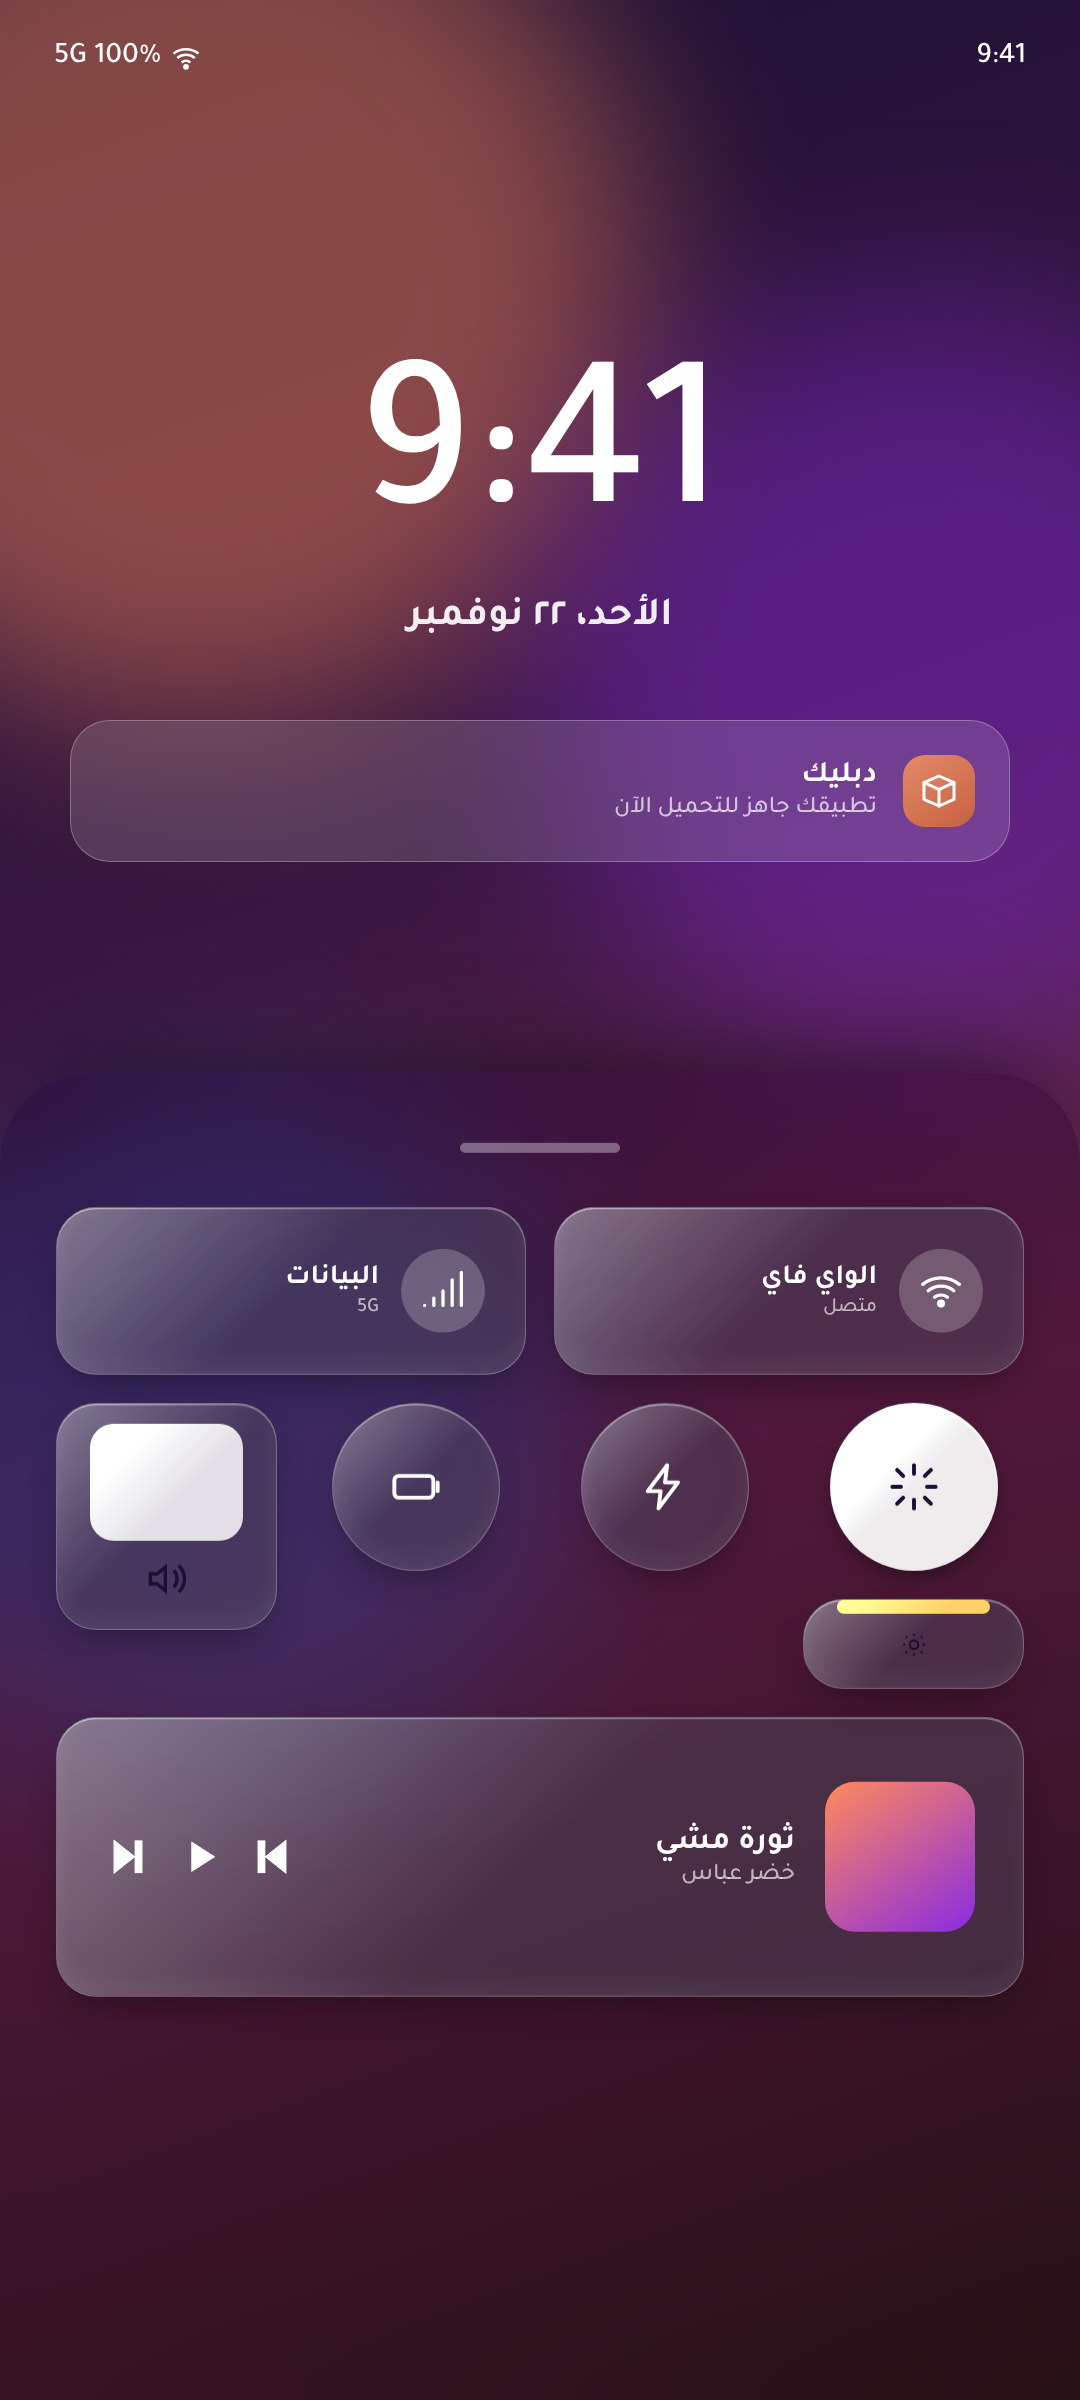 9:41
5G 100%
9:41
الأحد، ٢٢ نوفمبر
دبليك
تطبيقك جاهز للتحميل الآن
الواي فاي
متصل
البيانات
5G
ثورة مشي
خضر عباس